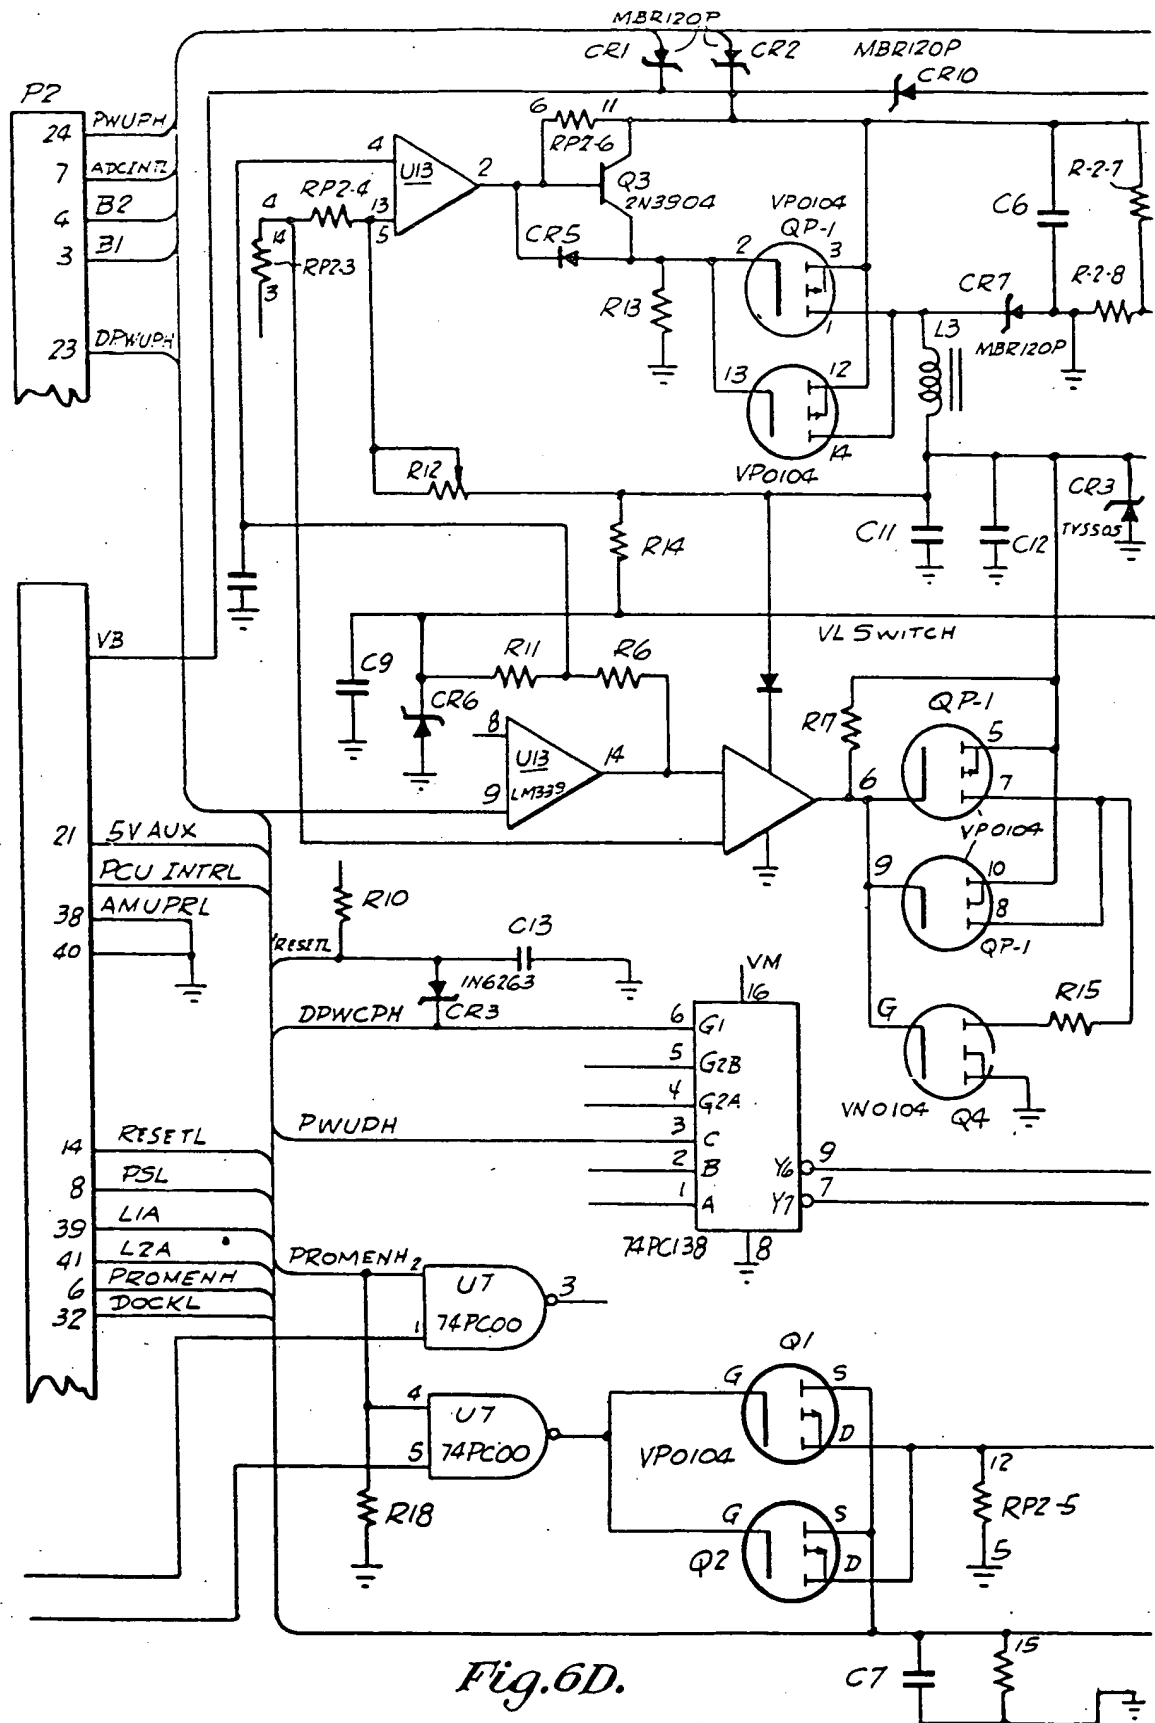 MBR120P
CR1
CR2
MBR120P
CR10
P2
24 PWUPH
7 ADCINTL
4 B2
3 B1
23 DPWUPH
6
11
RP2-6
4
U13
2
Q3
2N3904
RP2-4
4
14
13
5
RP2-3
3
CR5
VP0104
QP-1
2
3
1
R13
C6
R-2-7
CR7
R-2-8
MBR120P
L3
13
12
14
VP0104
R12
R14
C11
C12
CR3
TVS505
VL SWITCH
VB
C9
R11
R6
CR6
8
U13
14
9
LM339
R17
QP-1
6
5
7
VP0104
9
10
8
QP-1
21 5V AUX
PCU INTRL
38 AMUPRL
40
R10
RESETL
C13
1N6263
CR3
DPWCPH
VM
16
6 G1
5 G2B
4 G2A
PWUDH
3 C
2 B
1 A
Y6 9
Y7 7
74PC138
8
G
R15
VN0104
Q4
14 RESETL
8 PSL
39 L1A
41 L2A
6 PROMENH
32 DOCKL
PROMENH 2
U7
3
1
74PC00
4
U7
5
74PC00
R18
Q1
G
S
D
VP0104
G
S
D
Q2
12
RP2-5
5
C7
15
Fig.6D.